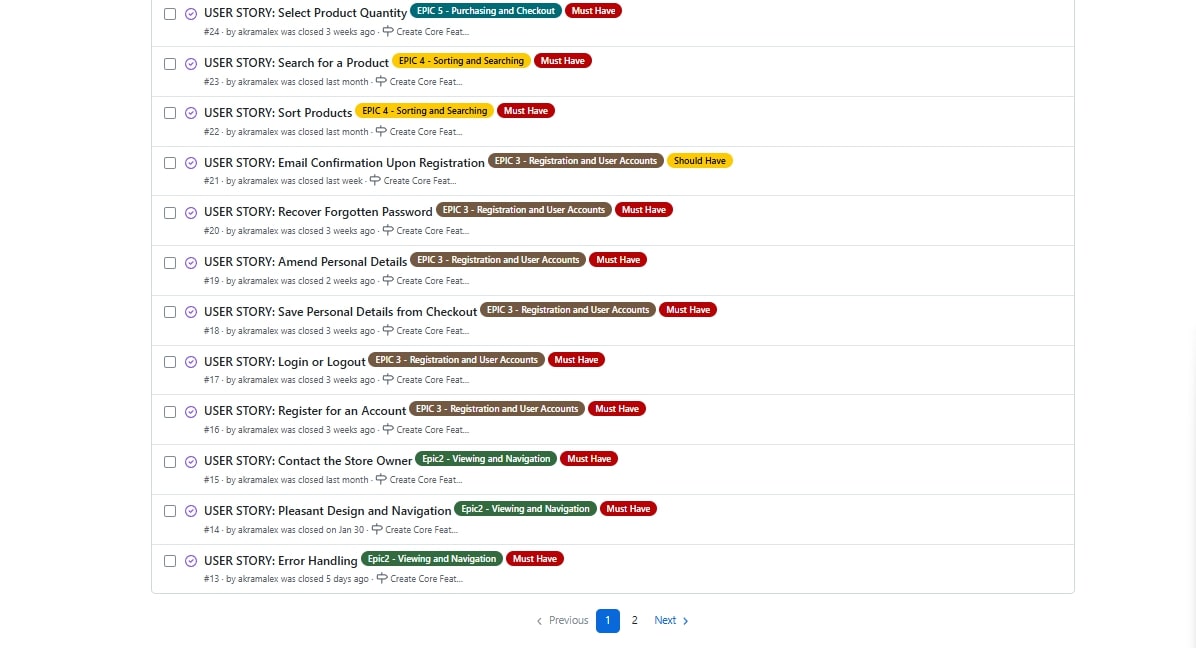 USER STORY: Select Product Quantity EPIC 5 - Purchasing and Checkout Must Have
#24 · by akramalex was closed 3 weeks ago · Create Core Feat...
USER STORY: Search for a Product EPIC 4 - Sorting and Searching Must Have
#23 · by akramalex was closed last month · Create Core Feat...
USER STORY: Sort Products EPIC 4 - Sorting and Searching Must Have
#22 · by akramalex was closed last month · Create Core Feat...
USER STORY: Email Confirmation Upon Registration EPIC 3 - Registration and User Accounts Should Have
#21 · by akramalex was closed last week · Create Core Feat...
USER STORY: Recover Forgotten Password EPIC 3 - Registration and User Accounts Must Have
#20 · by akramalex was closed 3 weeks ago · Create Core Feat...
USER STORY: Amend Personal Details EPIC 3 - Registration and User Accounts Must Have
#19 · by akramalex was closed 2 weeks ago · Create Core Feat...
USER STORY: Save Personal Details from Checkout EPIC 3 - Registration and User Accounts Must Have
#18 · by akramalex was closed 3 weeks ago · Create Core Feat...
USER STORY: Login or Logout EPIC 3 - Registration and User Accounts Must Have
#17 · by akramalex was closed 3 weeks ago · Create Core Feat...
USER STORY: Register for an Account EPIC 3 - Registration and User Accounts Must Have
#16 · by akramalex was closed 3 weeks ago · Create Core Feat...
USER STORY: Contact the Store Owner Epic2 - Viewing and Navigation Must Have
#15 · by akramalex was closed last month · Create Core Feat...
USER STORY: Pleasant Design and Navigation Epic2 - Viewing and Navigation Must Have
#14 · by akramalex was closed on Jan 30 · Create Core Feat...
USER STORY: Error Handling Epic2 - Viewing and Navigation Must Have
#13 · by akramalex was closed 5 days ago · Create Core Feat...
Previous 1 2 Next